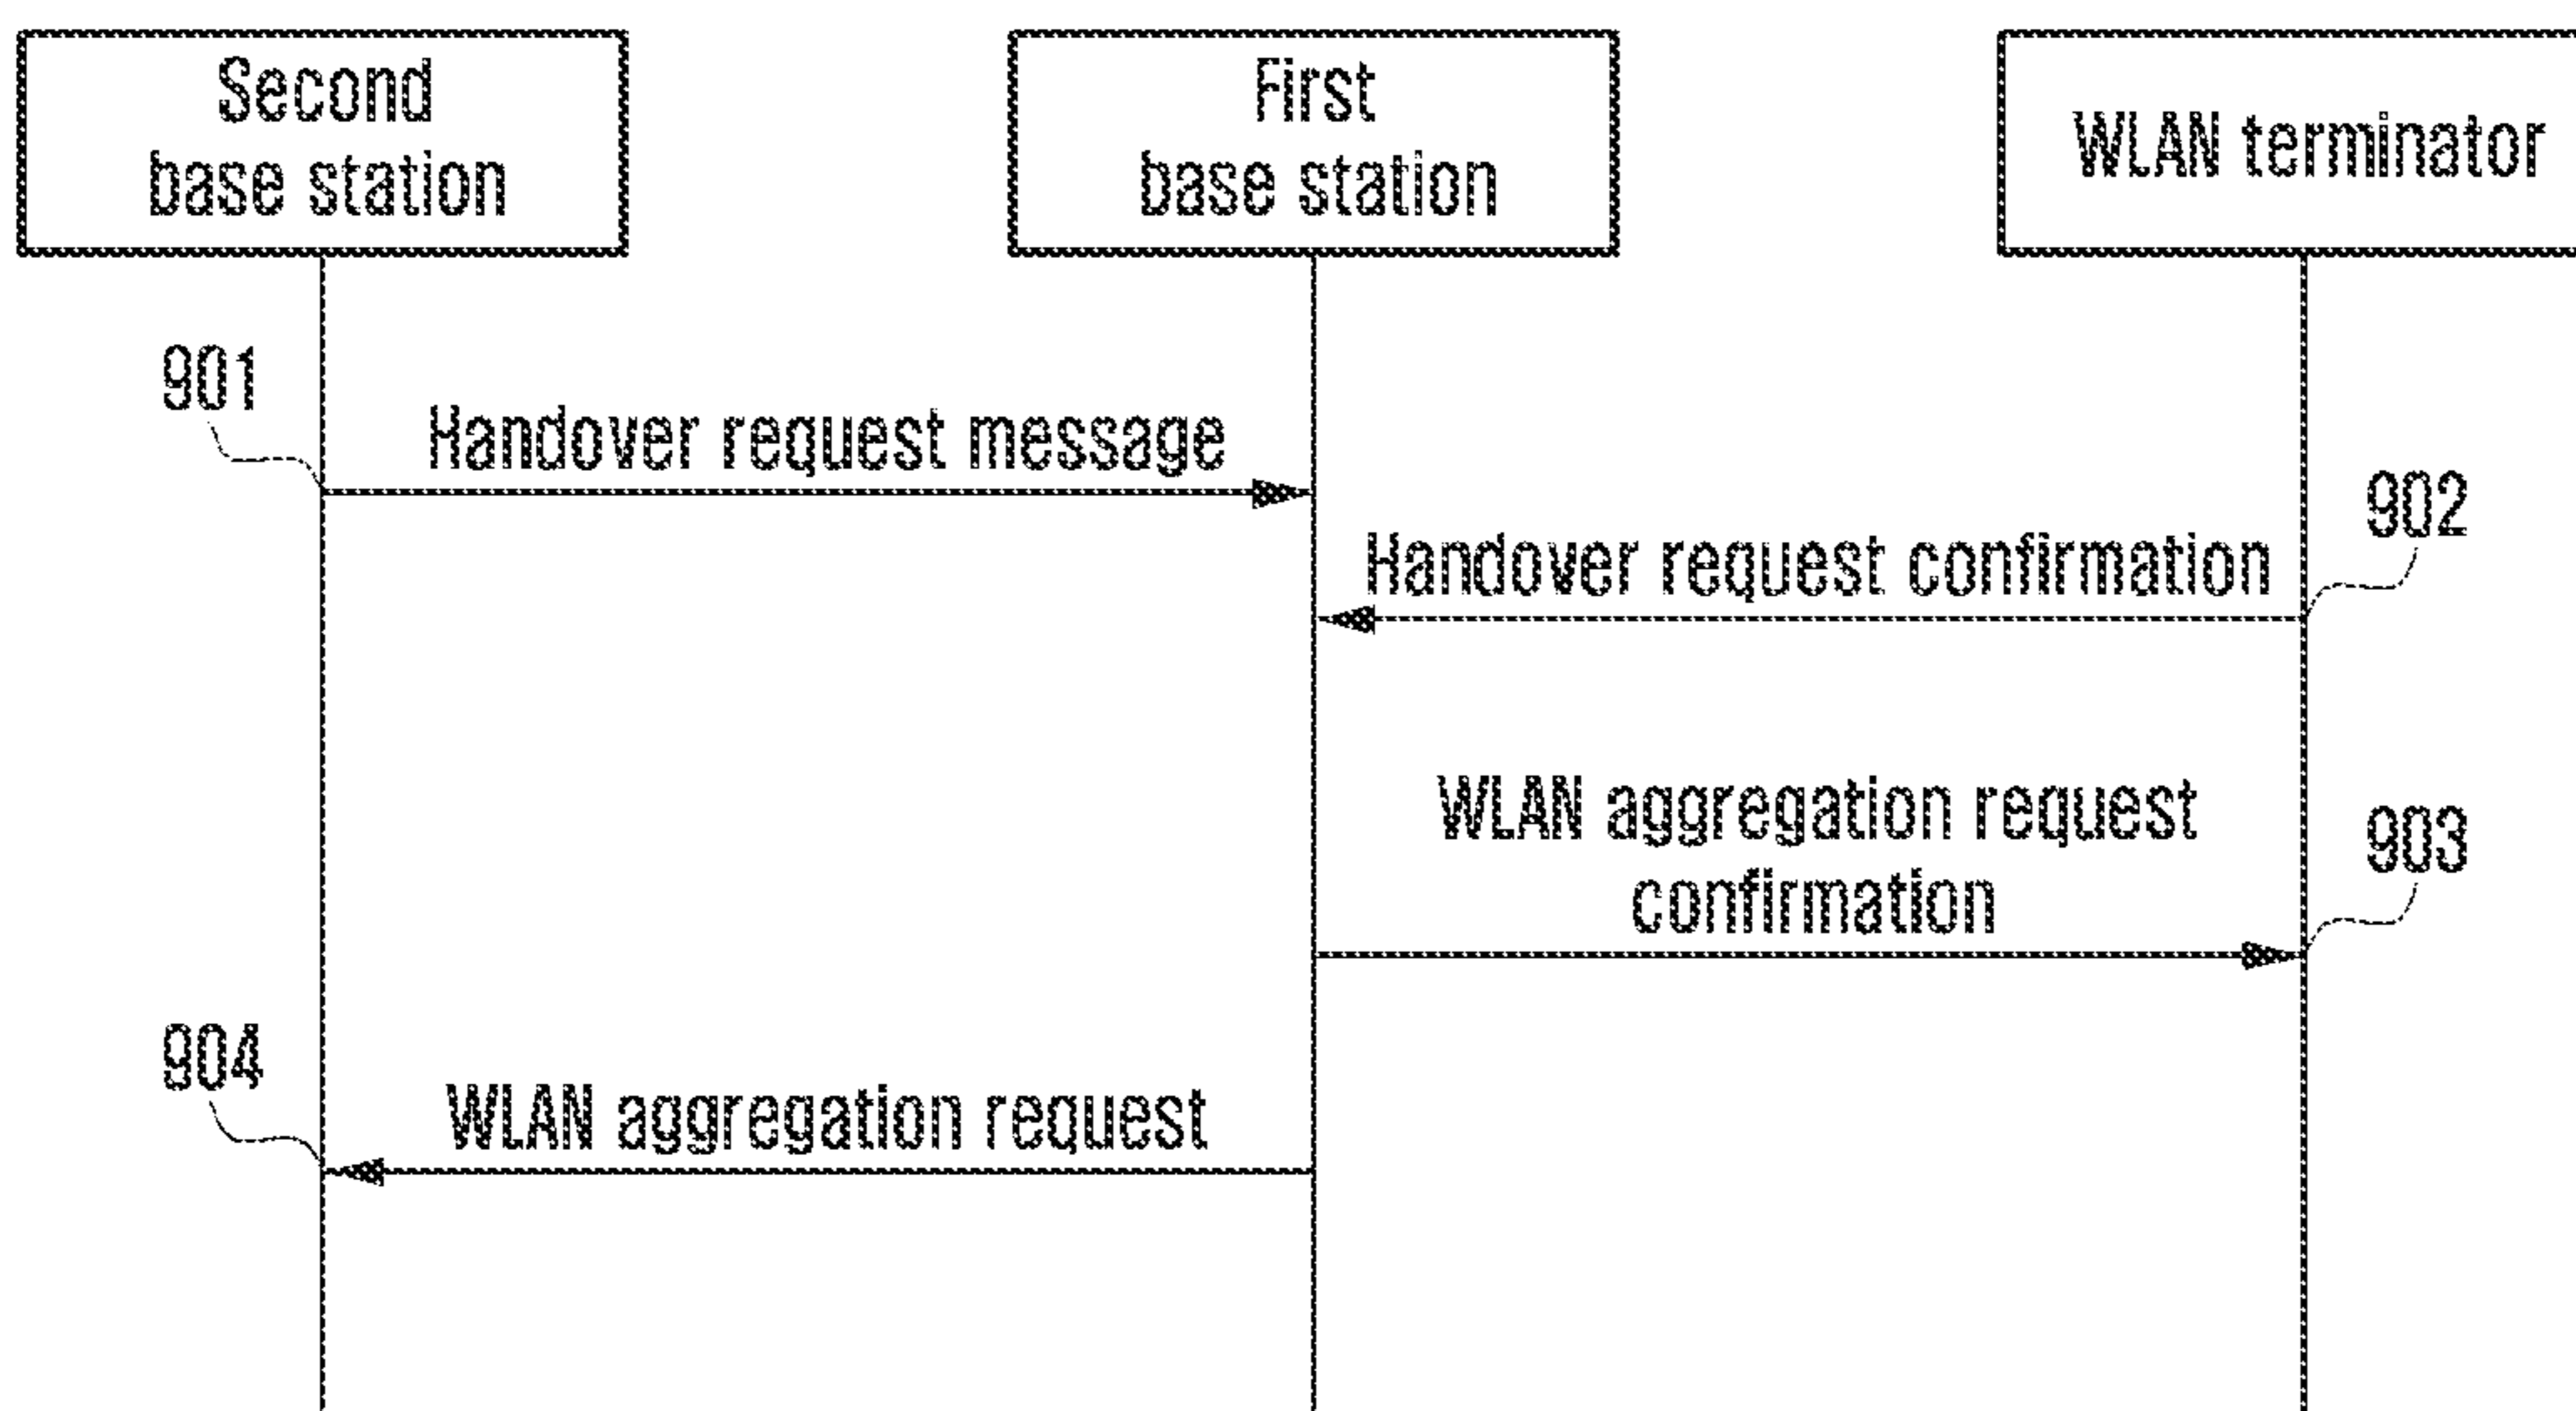 Second
base station
First
base station
WLAN terminator
901
Handover request message
902
Handover request confirmation
WLAN aggregation request
confirmation
903
904
WLAN aggregation request